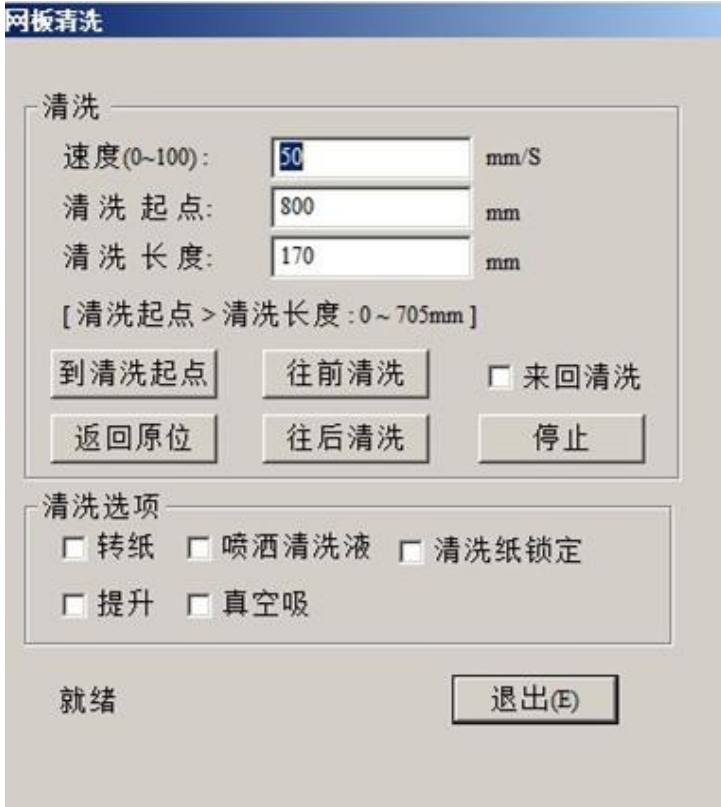 网板清洗
清洗
速度(0~100): 50 mm/S
清洗 起点: 800 mm
清洗 长度: 170 mm
[清洗起点>清洗长度:0~705mm]
到清洗起点 往前清洗 来回清洗
返回原位 往后清洗 停止
清洗选项
转纸 喷洒清洗液 清洗纸锁定
提升 真空吸
就绪 退出(E)